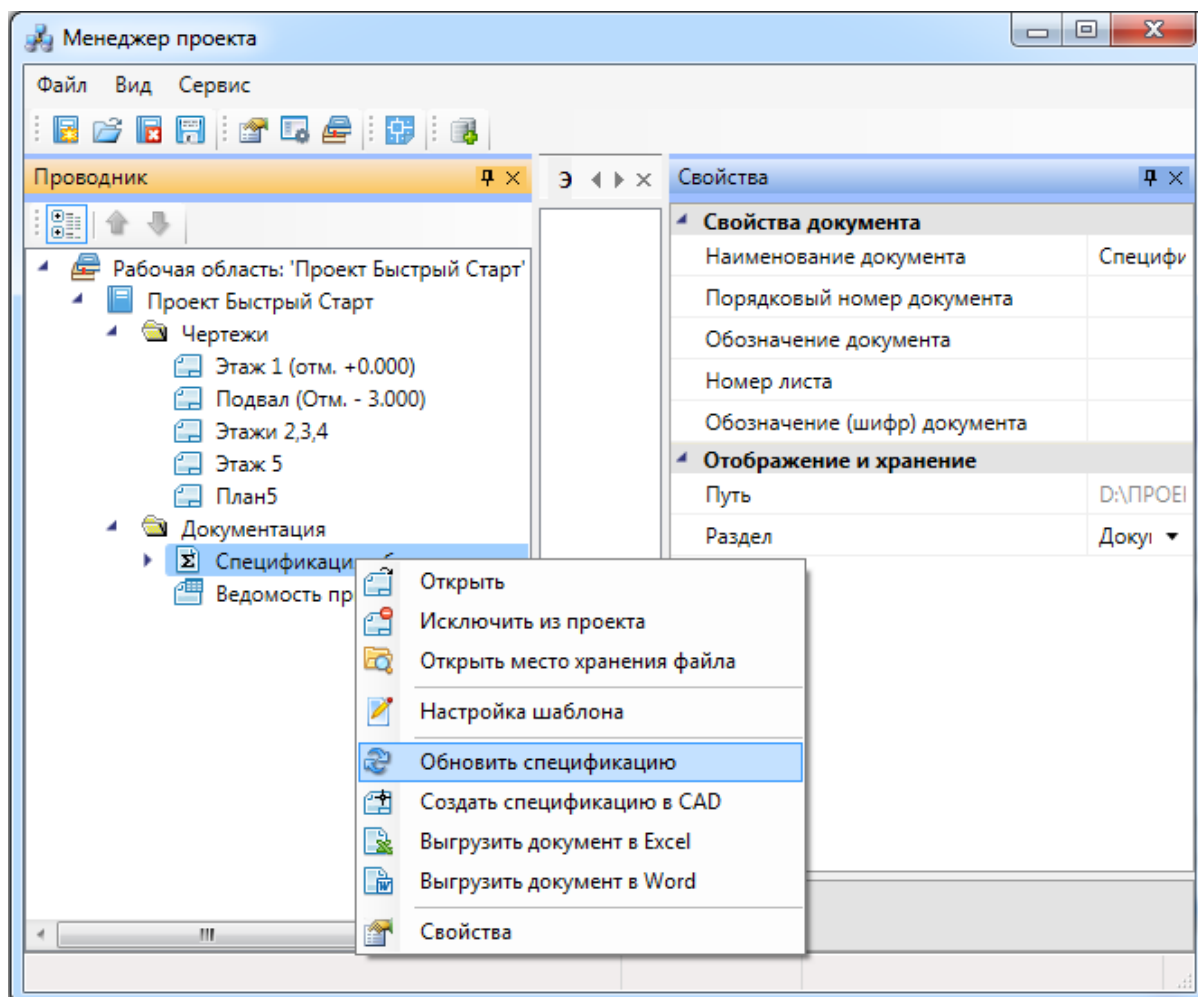 Менеджер проекта
Файл Вид Сервис
Проводник
Э
Свойства
Рабочая область: 'Проект Быстрый Старт'
Проект Быстрый Старт
Чертежи
Этаж 1 (отм. +0.000)
Подвал (Отм. - 3.000)
Этажи 2,3,4
Этаж 5
План5
Документация
Спецификаци
Ведомость пр
Свойства документа
Наименование документа Специфи
Порядковый номер документа
Обозначение документа
Номер листа
Обозначение (шифр) документа
Отображение и хранение
Путь D:\ПРОЕ
Раздел Доку
Открыть
Исключить из проекта
Открыть место хранения файла
Настройка шаблона
Обновить спецификацию
Создать спецификацию в CAD
Выгрузить документ в Excel
Выгрузить документ в Word
Свойства